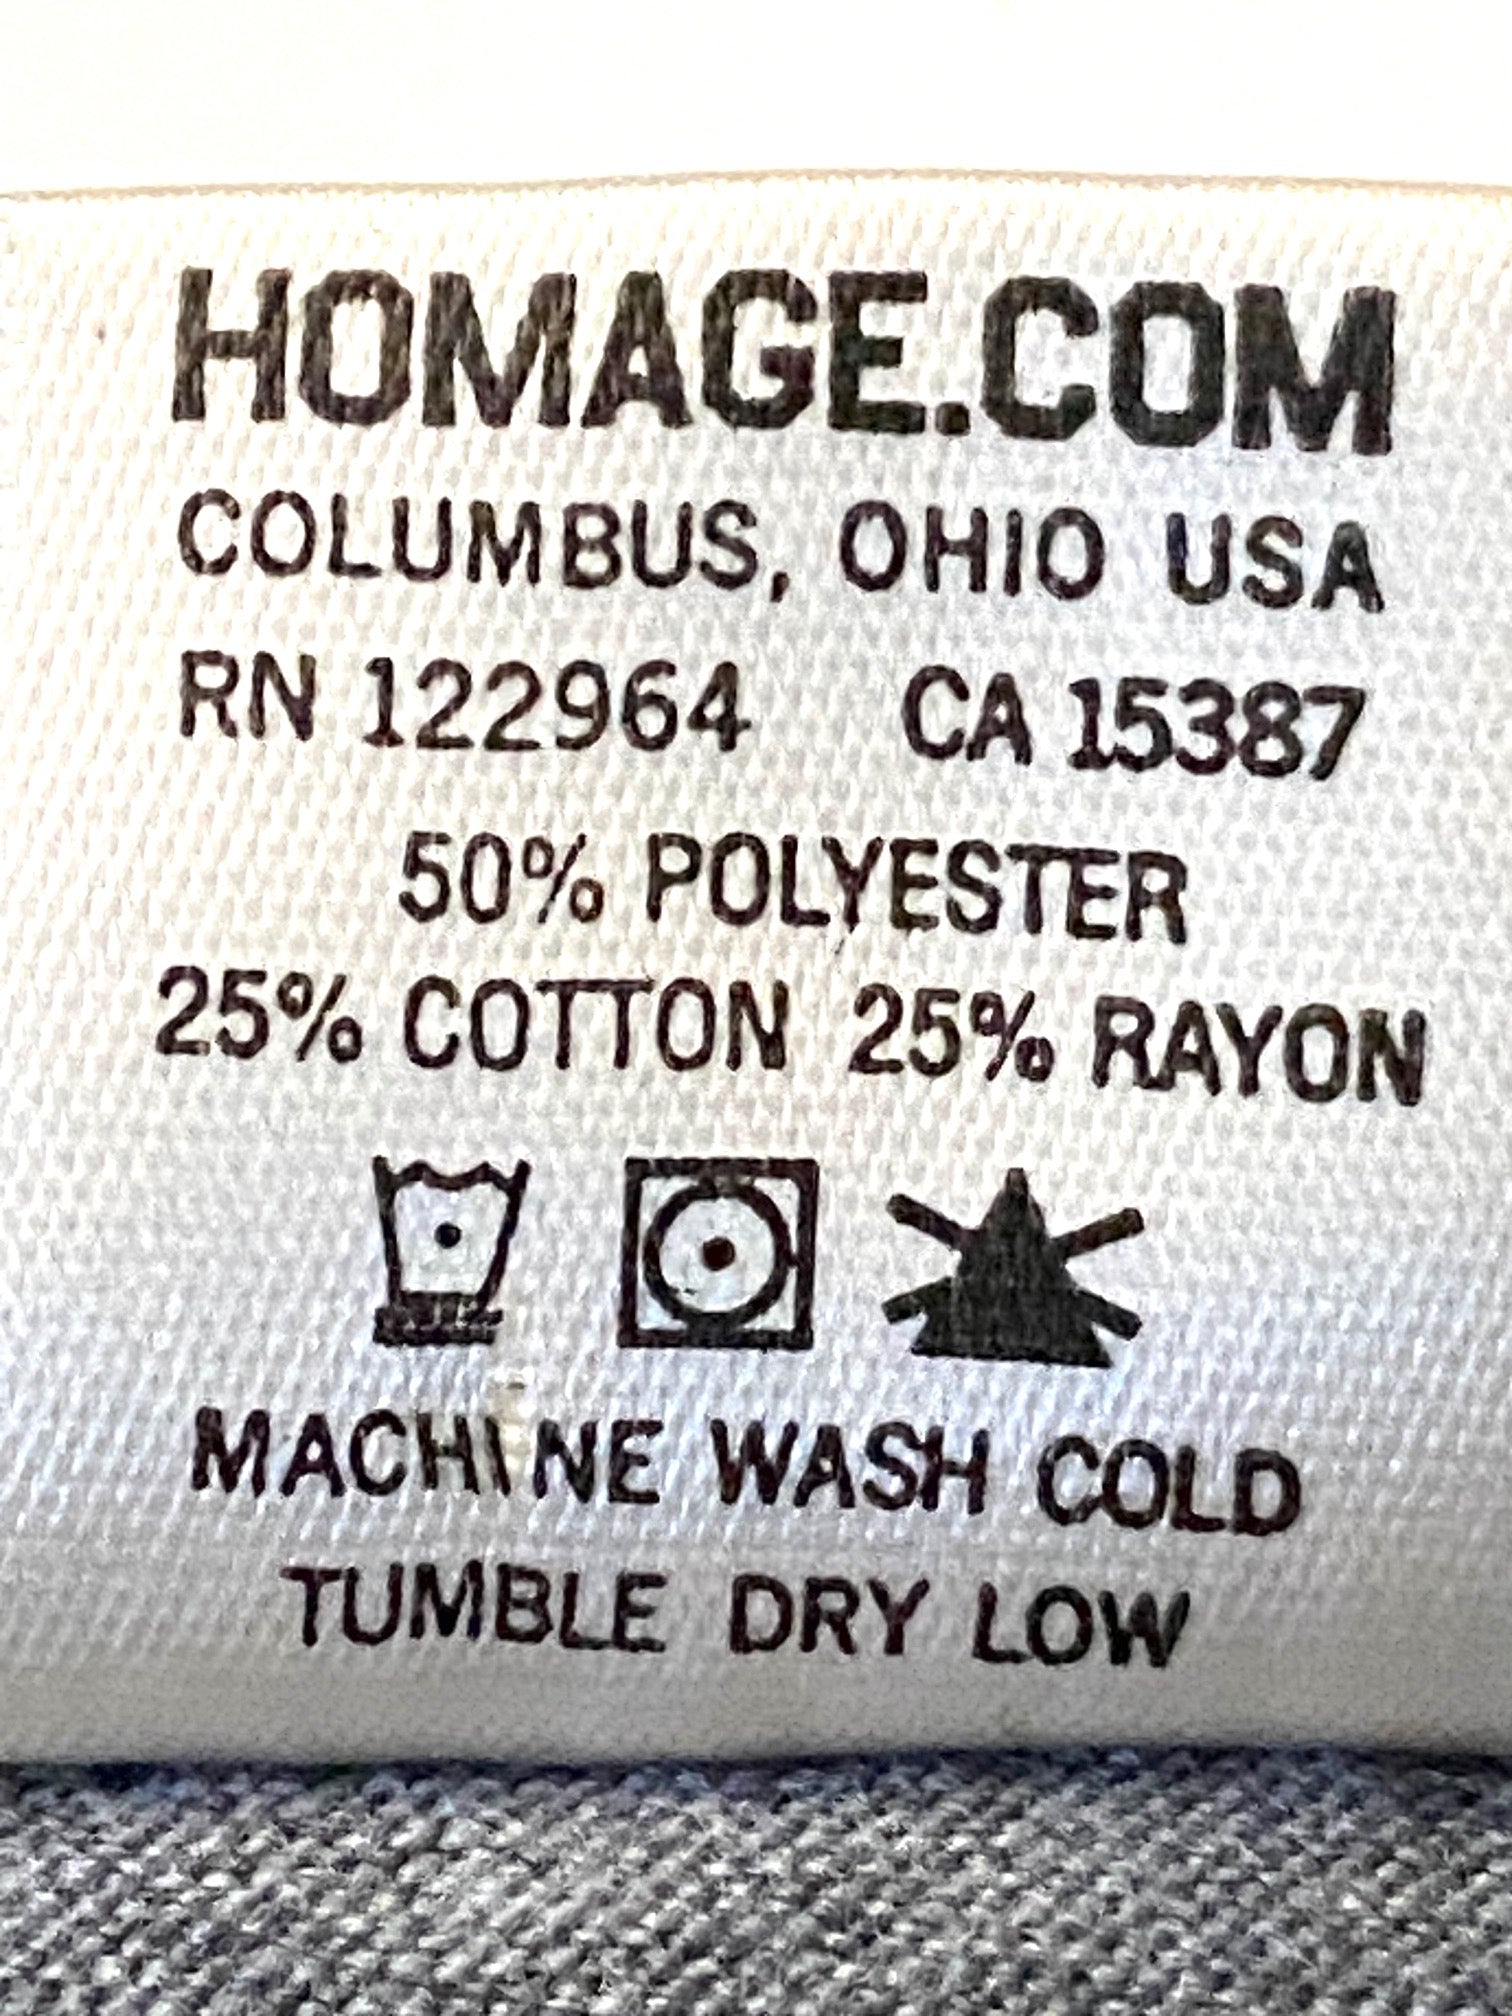 HOMAGE.COM
COLUMBUS, OHIO USA
RN 122964 CA 15387
50% POLYESTER
25% COTTON 25% RAYON
MACHINE WASH COLD
TUMBLE DRY LOW